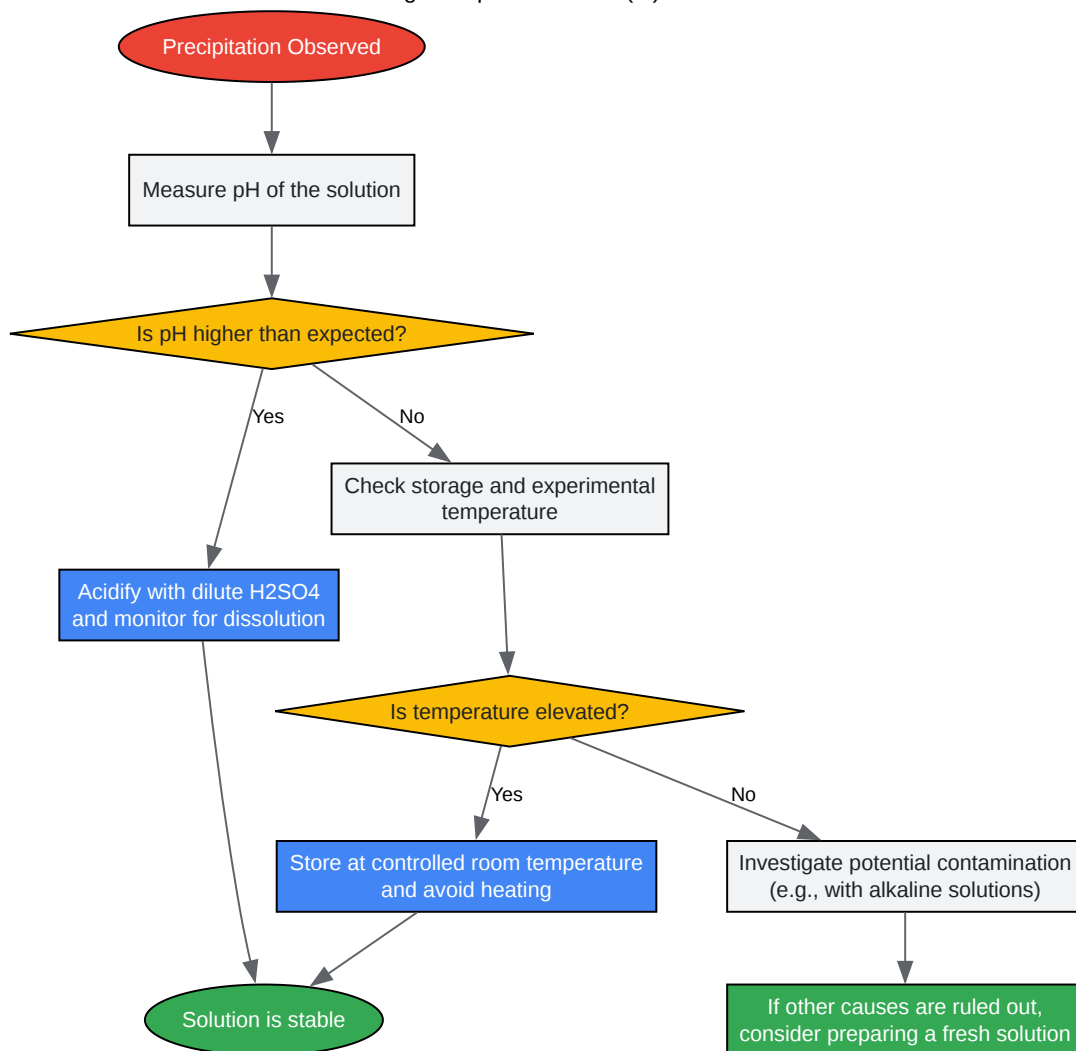 Precipitation Observed
Measure pH of the solution
Is pH higher than expected?
Yes
No
Check storage and experimental
temperature
Acidify with dilute H2SO4
and monitor for dissolution
Is temperature elevated?
Yes
No
Store at controlled room temperature
and avoid heating
Investigate potential contamination
(e.g., with alkaline solutions)
Solution is stable
If other causes are ruled out,
consider preparing a fresh solution